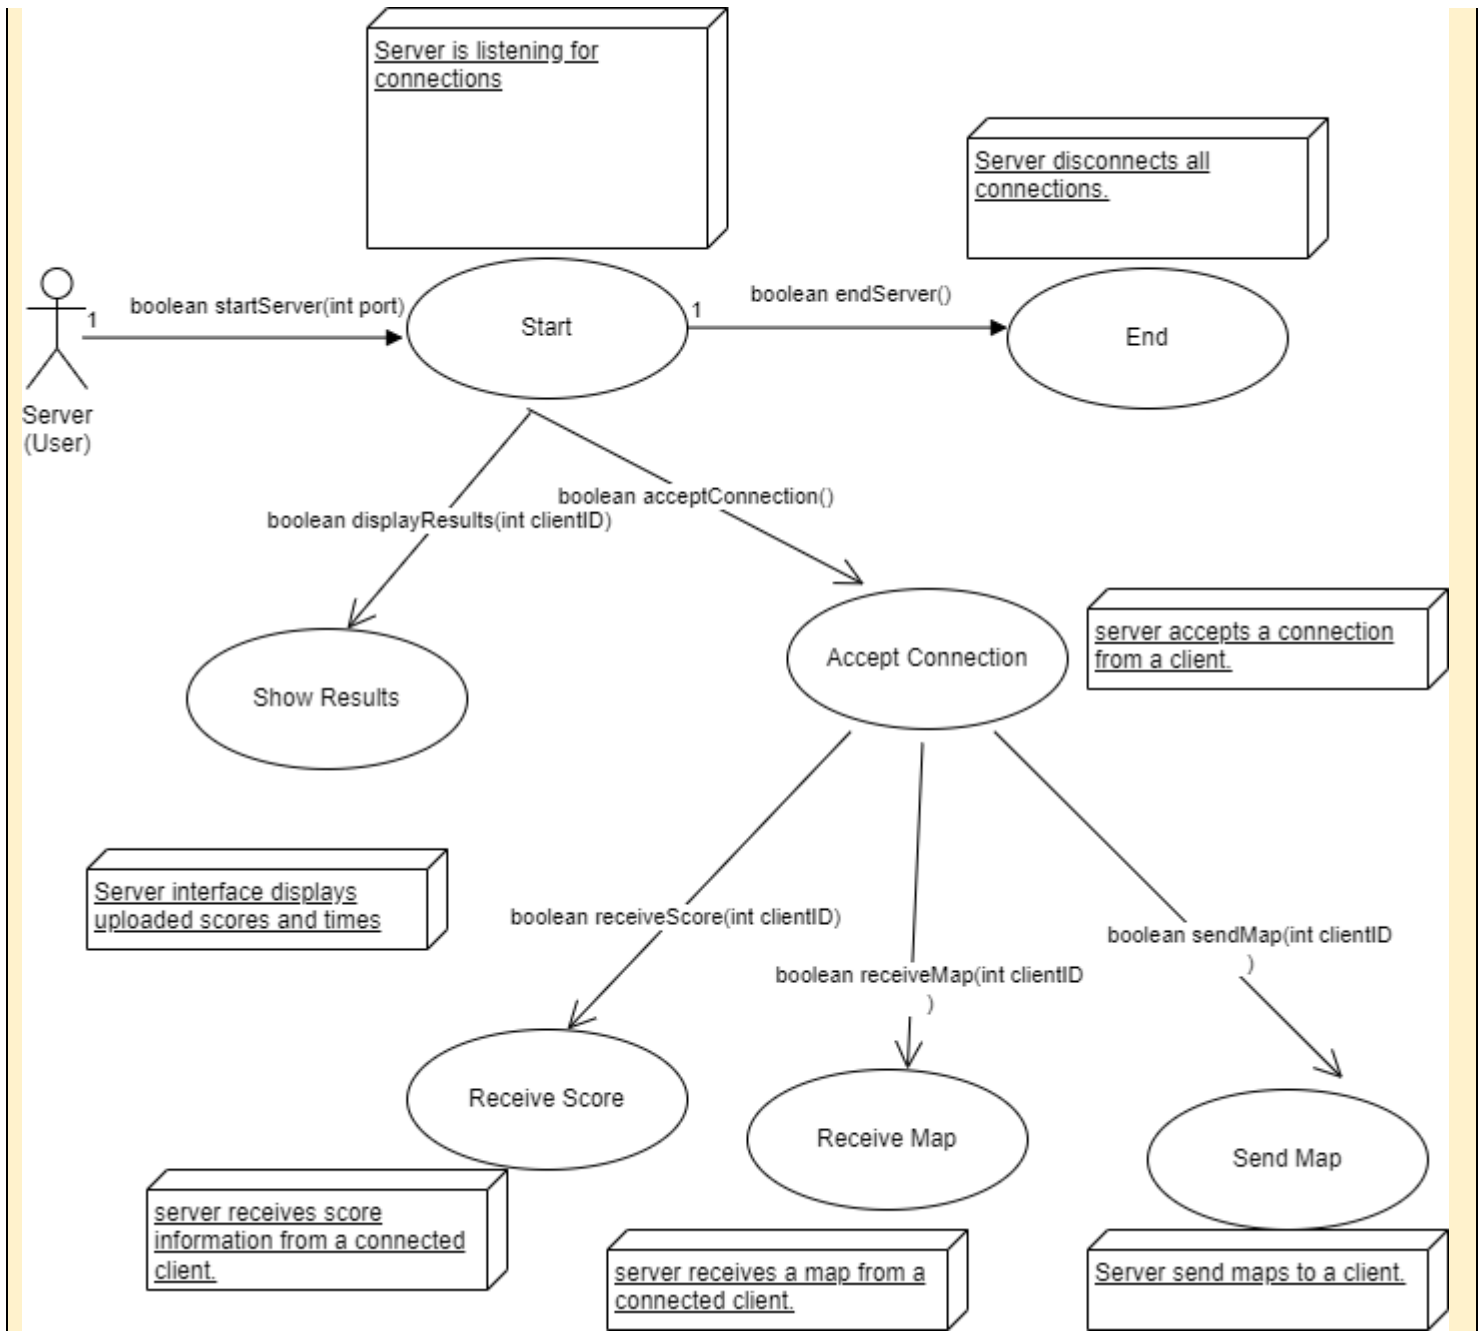 Server is listening for
connections
Server disconnects all
connections.
boolean startServer(int port)
1
Start
boolean endServer()
1
End
Server
(User)
boolean acceptConnection()
boolean displayResults(int clientID)
Accept Connection
server accepts a connection
from a client.
Show Results
Server interface displays
uploaded scores and times
boolean receiveScore(int clientID)
boolean receiveMap(int clientID
)
boolean sendMap(int clientID
)
Receive Score
Receive Map
Send Map
server receives score
information from a connected
client.
server receives a map from a
connected client.
Server send maps to a client.